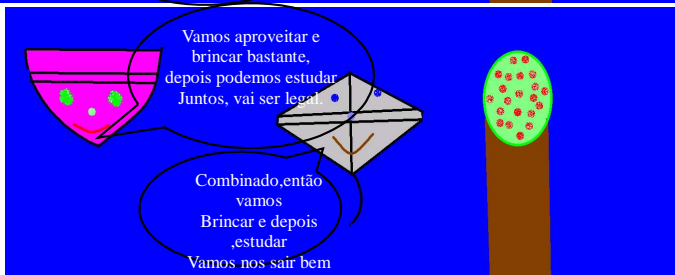 Vamos aproveitar e
brincar bastante,
depois podemos estudar
Juntos, vai ser legal.
Combinado,então
vamos
Brincar e depois
,estudar
Vamos nos sair bem